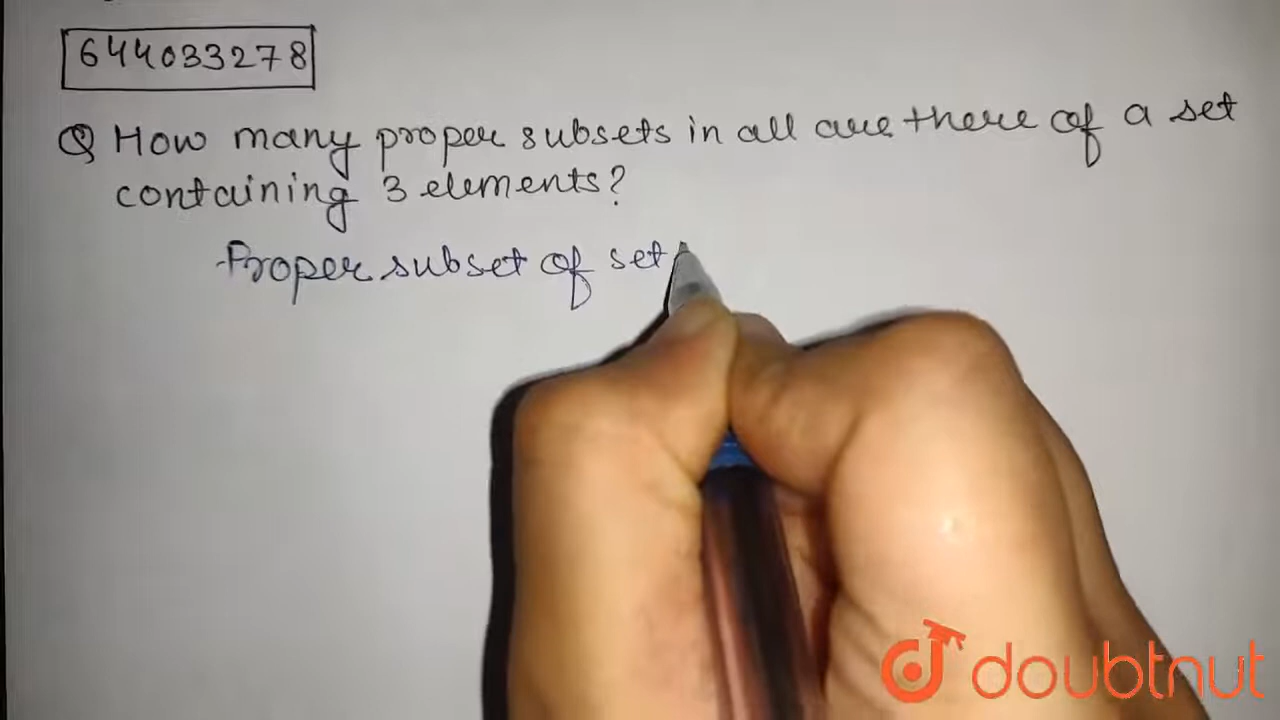 644033278
Q How many proper subsets in all are there of a set
containing 3 elements?
Proper subset of set
doubtnut